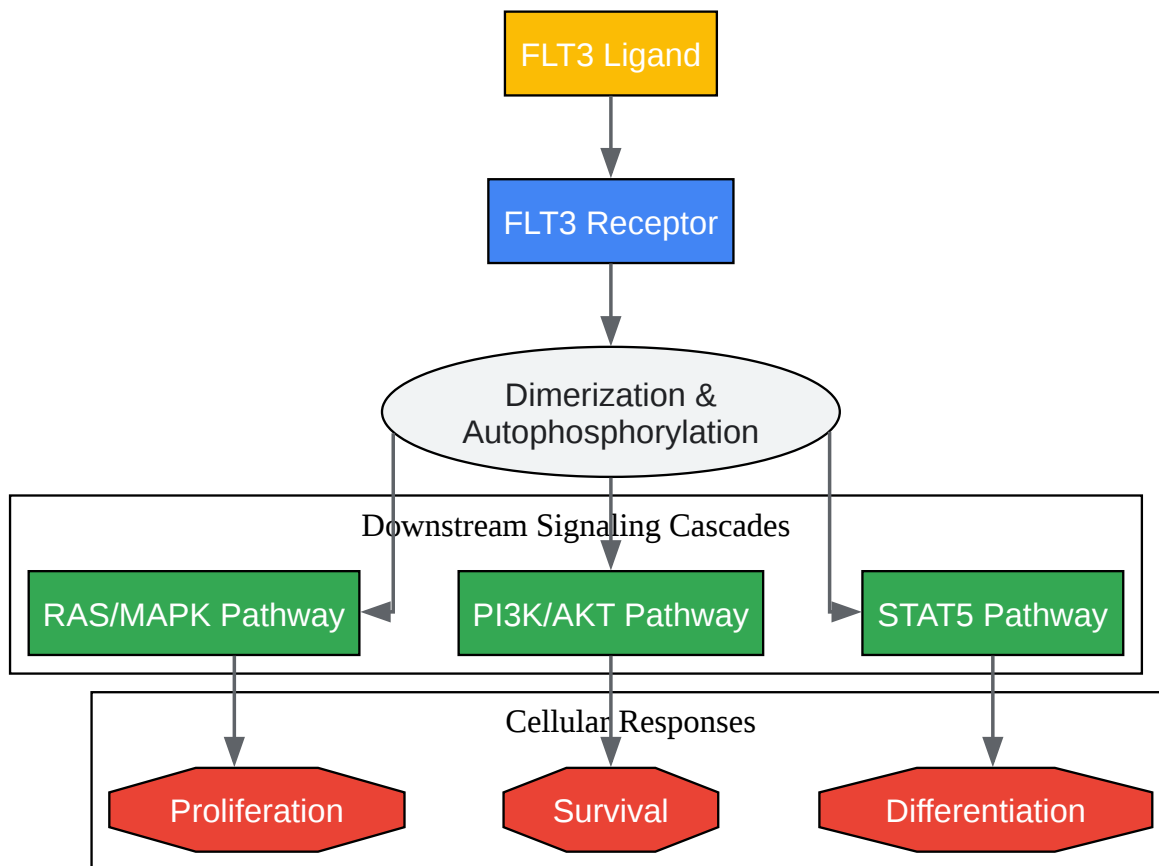 FLT3 Ligand
FLT3 Receptor
Dimerization &
Autophosphorylation
Downstream Signaling Cascades
RAS/MAPK Pathway
PI3K/AKT Pathway
STAT5 Pathway
Cellular Responses
Proliferation
Survival
Differentiation